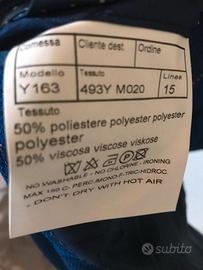 Comessa Cliente dest. Ordine
Modello Tessuto Linea
Y163 493Y M020 15
Tessuto
50% poliestere polyester polyester
polyester
50% viscosa viscose viskose
NO WASHABLE - NO CHLORINE - IRONING
MAX 150 C- PERC.-MONO-F-TRIC-HIDROC.
- DON'T DRY WITH HOT AIR
subito